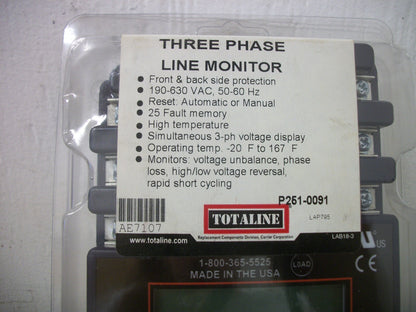 THREE PHASE
LINE MONITOR
• Front & back side protection
• 190-630 VAC, 50-60 Hz
• Reset: Automatic or Manual
• 25 Fault memory
• High temperature
• Simultaneous 3-ph voltage display
• Operating temp. -20 F to 167 F
• Monitors: voltage unbalance, phase
loss, high/low voltage reversal,
rapid short cycling
P251-0091
TOTALINE
LAP795
AE7107
Replacement Components Division, Carrier Corporation
www.totaline.com
LAB18-3
US
LOAD
1-800-365-5525
MADE IN THE USA
CE